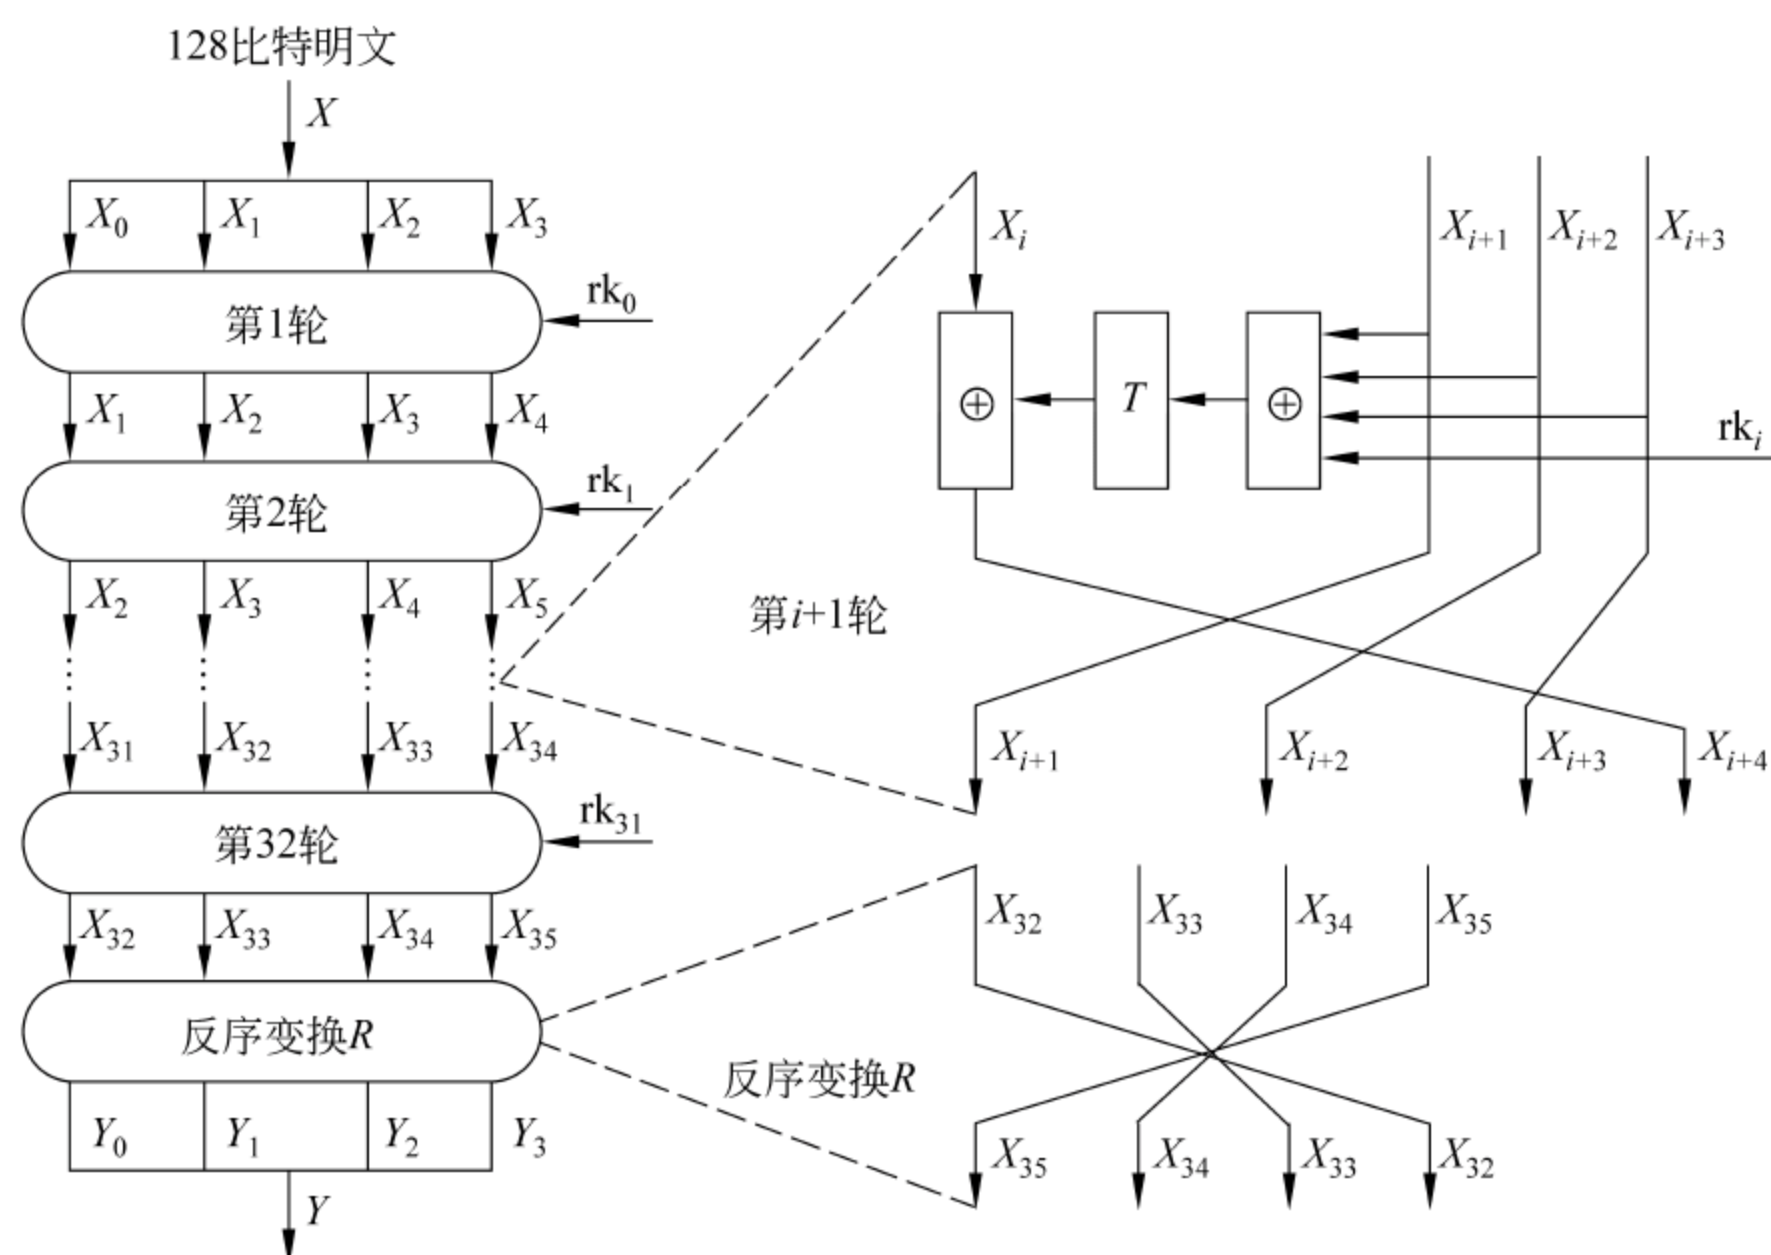 128比特明文
X
X₀ X₁ X₂ X₃
第1轮
rk₀
X₁ X₂ X₃ X₄
第2轮
rk₁
X₂ X₃ X₄ X₅
X₃₁ X₃₂ X₃₃ X₃₄
第32轮
rk₃₁
X₃₂ X₃₃ X₃₄ X₃₅
反序变换R
Y₀ Y₁ Y₂ Y₃
Y
Xᵢ Xᵢ₊₁ Xᵢ₊₂ Xᵢ₊₃
⊕ T ⊕
rkᵢ
第i+1轮
Xᵢ₊₁ Xᵢ₊₂ Xᵢ₊₃ Xᵢ₊₄
X₃₂ X₃₃ X₃₄ X₃₅
反序变换R
X₃₅ X₃₄ X₃₃ X₃₂